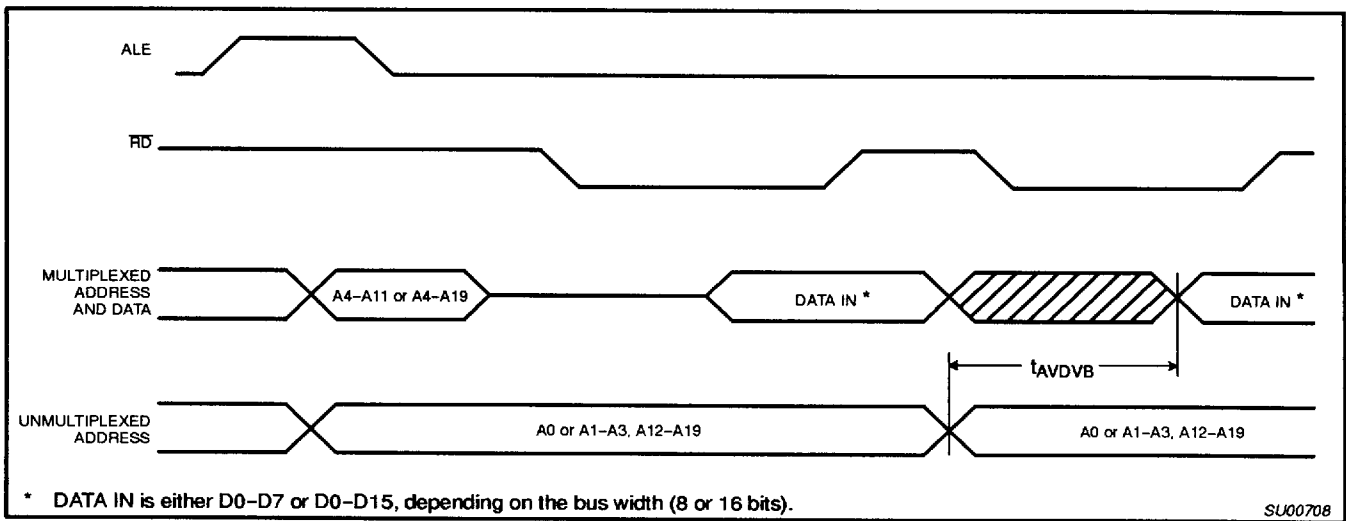 ALE
RD
MULTIPLEXED
ADDRESS
AND DATA
A4–A11 or A4–A19
DATA IN *
DATA IN *
tAVDVB
UNMULTIPLEXED
ADDRESS
A0 or A1–A3, A12–A19
A0 or A1–A3, A12–A19
* DATA IN is either D0–D7 or D0–D15, depending on the bus width (8 or 16 bits).
SU00708